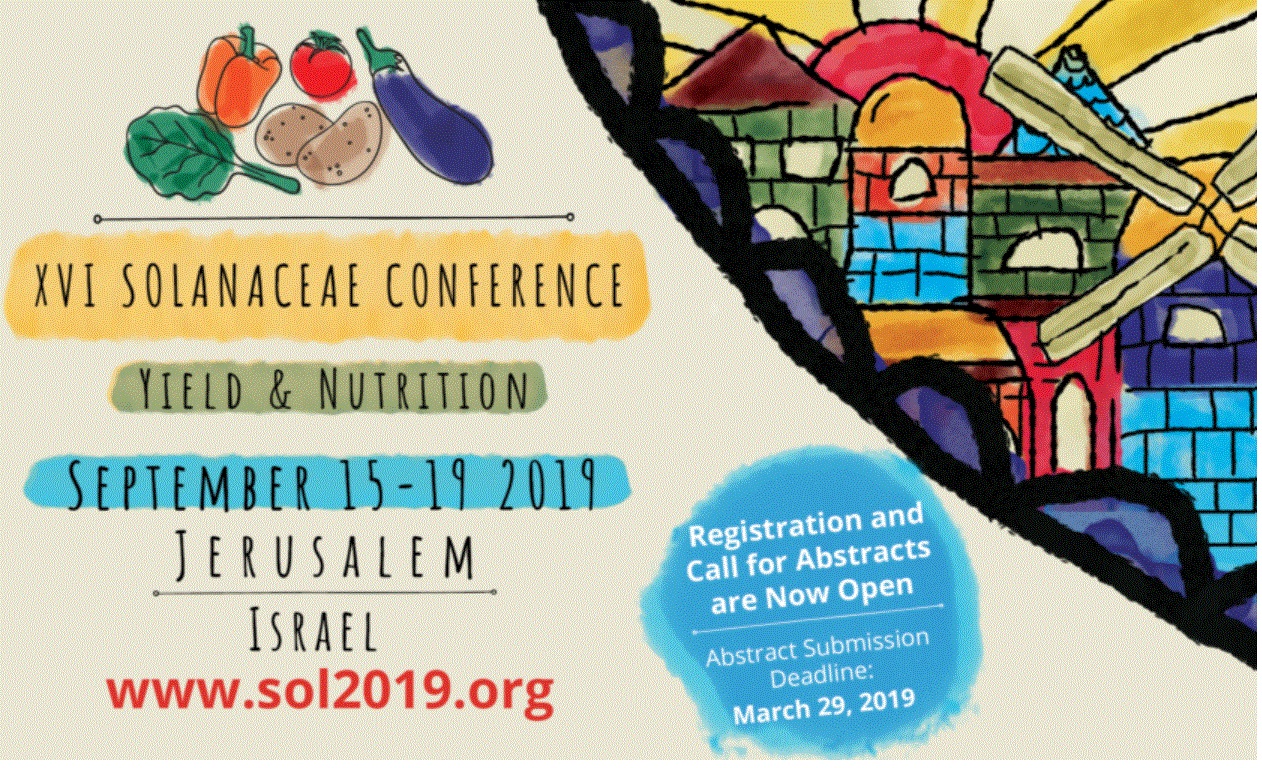 XVI SOLANACEAE CONFERENCE
YIELD & NUTRITION
SEPTEMBER 15-19 2019
JERUSALEM
ISRAEL
www.sol2019.org
Registration and
Call for Abstracts
are Now Open
Abstract Submission
Deadline:
March 29, 2019